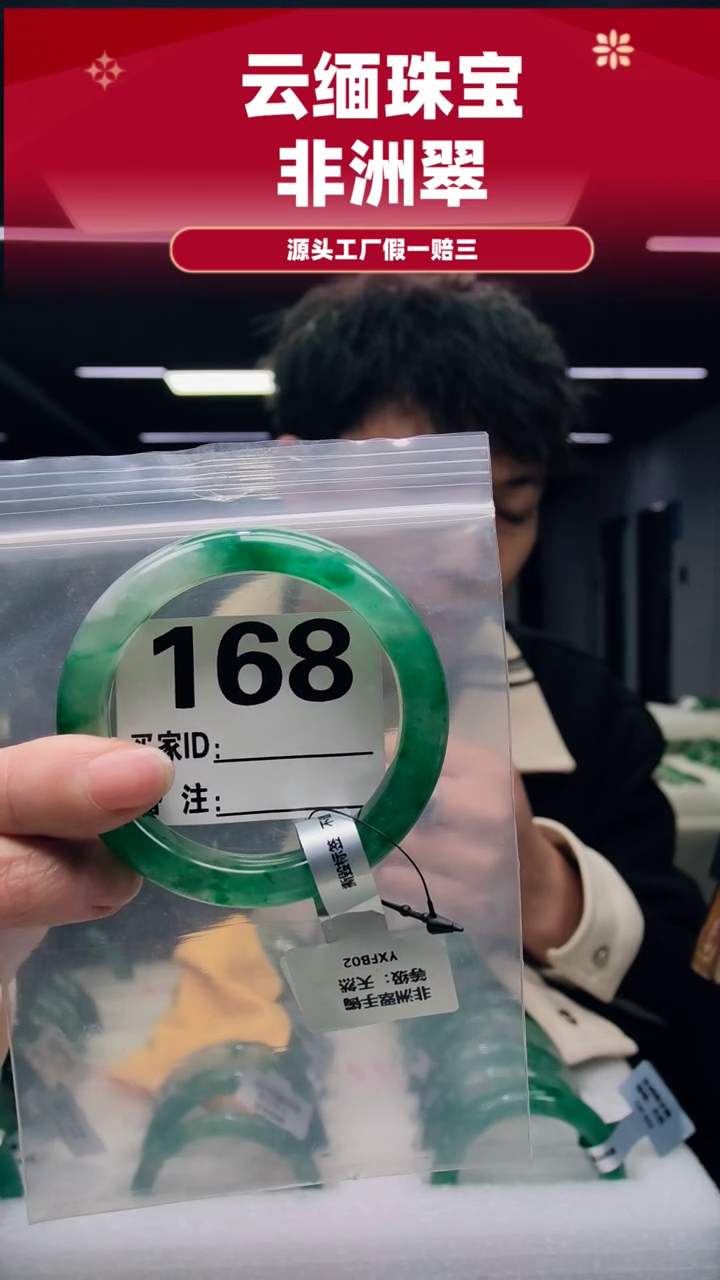 云缅珠宝
非洲翠
源头工厂假一赔三
168
买家ID:
备 注:
非洲翠手镯
等级：天然
YXFB02